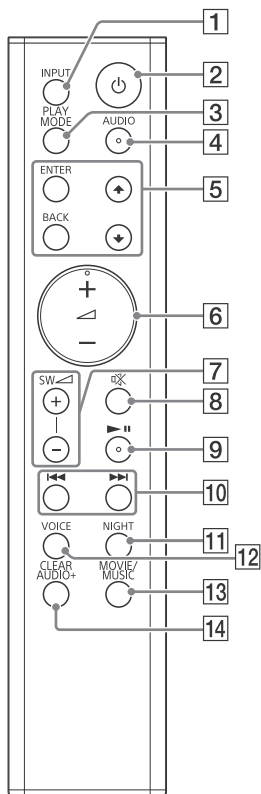 1
INPUT
2
PLAY
MODE
3
AUDIO
4
ENTER
5
BACK
+
6
−
7
SW
+
8
−
9
10
VOICE
NIGHT
11
12
CLEAR
AUDIO+
MOVIE/
MUSIC
13
14